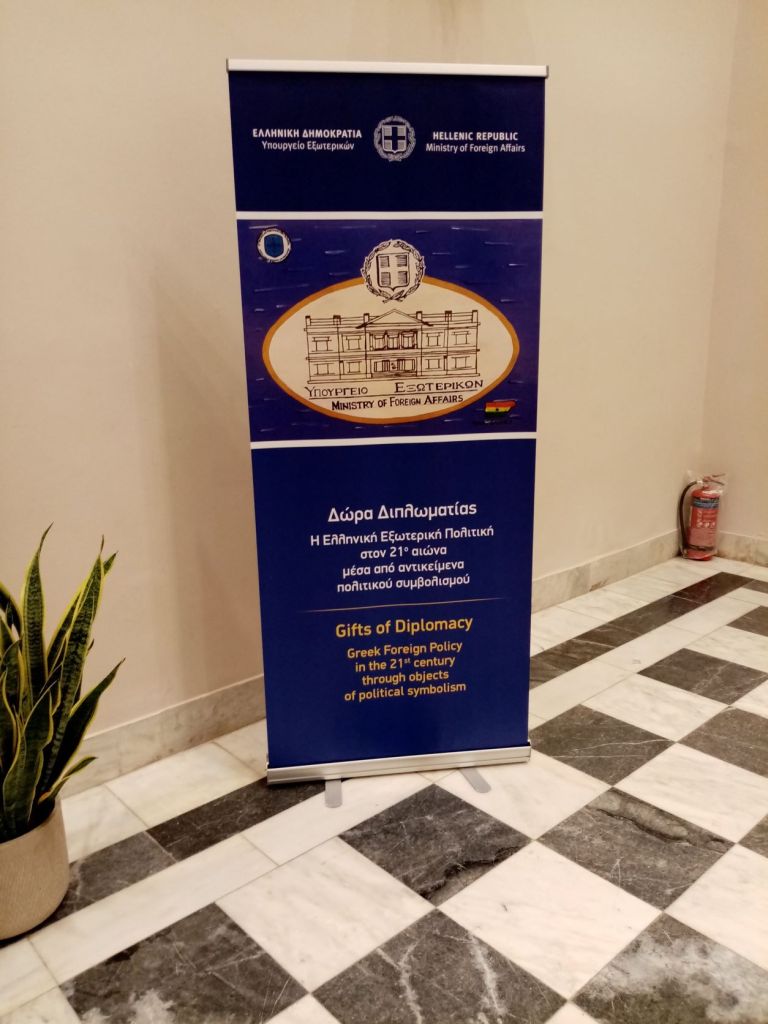 ΕΛΛΗΝΙΚΗ ΔΗΜΟΚΡΑΤΙΑ
Υπουργείο Εξωτερικών
HELLENIC REPUBLIC
Ministry of Foreign Affairs
ΥΠΟΥΡΓΕΙΟ ΕΞΩΤΕΡΙΚΩΝ
MINISTRY OF FOREIGN AFFAIRS
Δώρα Διπλωματίας
Η Ελληνική Εξωτερική Πολιτική
στον 21ο αιώνα
μέσα από αντικείμενα
πολιτικού συμβολισμού
Gifts of Diplomacy
Greek Foreign Policy
in the 21st century
through objects
of political symbolism